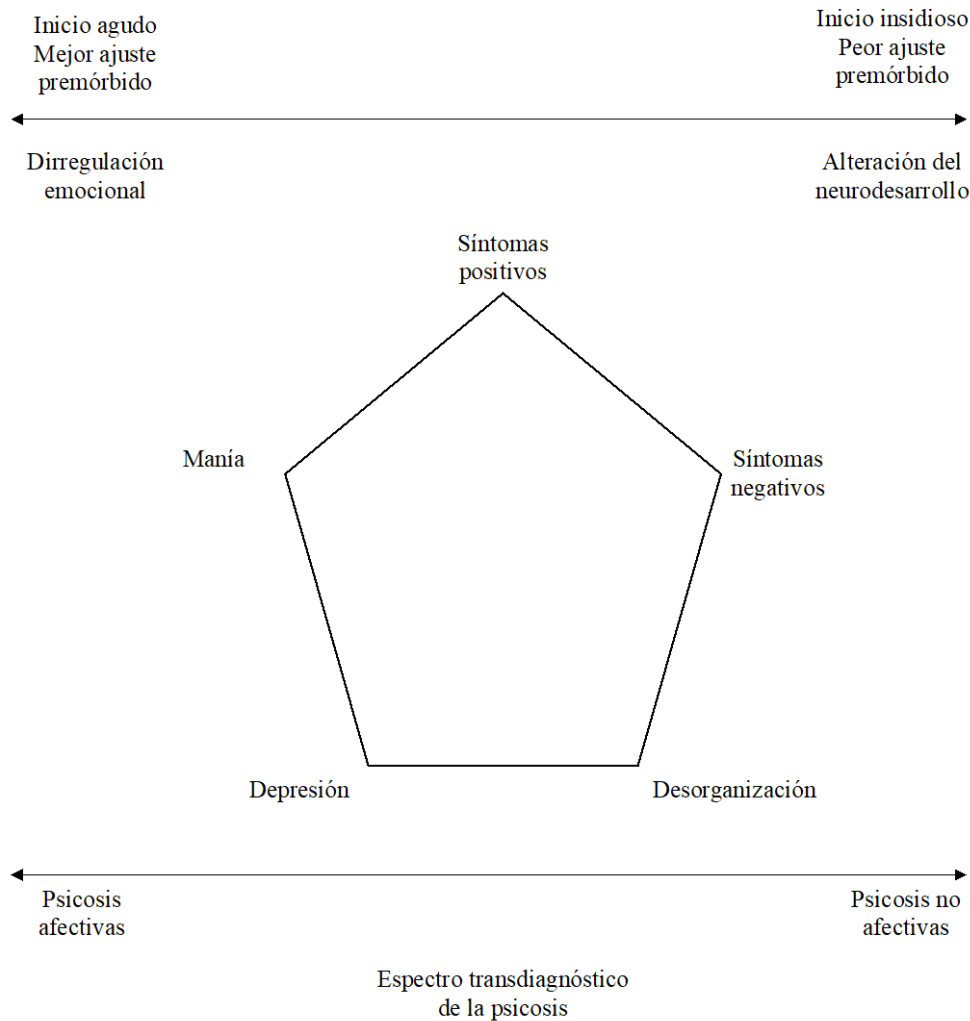 Inicio agudo
Mejor ajuste
premórbido
Inicio insidioso
Peor ajuste
premórbido
Dirregulación
emocional
Alteración del
neurodesarrollo
Síntomas
positivos
Manía
Síntomas
negativos
Depresión
Desorganización
Psicosis
afectivas
Psicosis no
afectivas
Espectro transdiagnóstico
de la psicosis